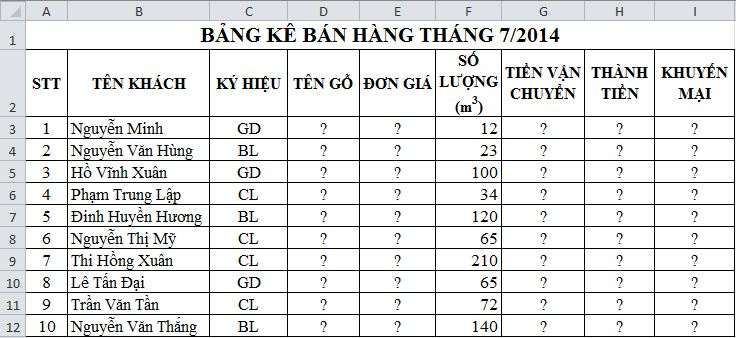 A B C D E F G H I
1 BẢNG KÊ BÁN HÀNG THÁNG 7/2014
2 STT TÊN KHÁCH KÝ HIỆU TÊN GỖ ĐƠN GIÁ SỐ LƯỢNG (m³) TIỀN VẬN CHUYỂN THÀNH TIỀN KHUYẾN MẠI
3 1 Nguyễn Minh GD ? ? 12 ? ? ?
4 2 Nguyễn Văn Hùng BL ? ? 23 ? ? ?
5 3 Hồ Vĩnh Xuân GD ? ? 100 ? ? ?
6 4 Phạm Trung Lập CL ? ? 34 ? ? ?
7 5 Đinh Huyền Hương BL ? ? 120 ? ? ?
8 6 Nguyễn Thị Mỹ CL ? ? 65 ? ? ?
9 7 Thi Hồng Xuân CL ? ? 210 ? ? ?
10 8 Lê Tấn Đại GD ? ? 65 ? ? ?
11 9 Trần Văn Tần CL ? ? 72 ? ? ?
12 10 Nguyễn Văn Thắng BL ? ? 140 ? ? ?